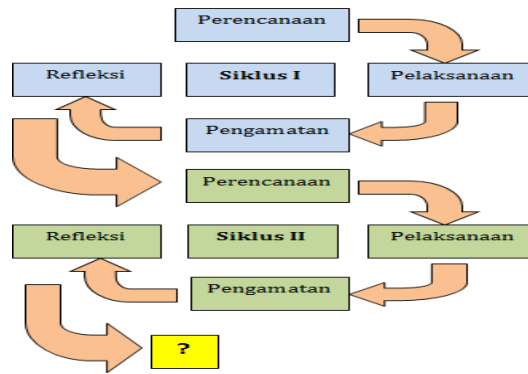 Perencanaan
Refleksi
Siklus I
Pelaksanaan
Pengamatan
Perencanaan
Refleksi
Siklus II
Pelaksanaan
Pengamatan
?